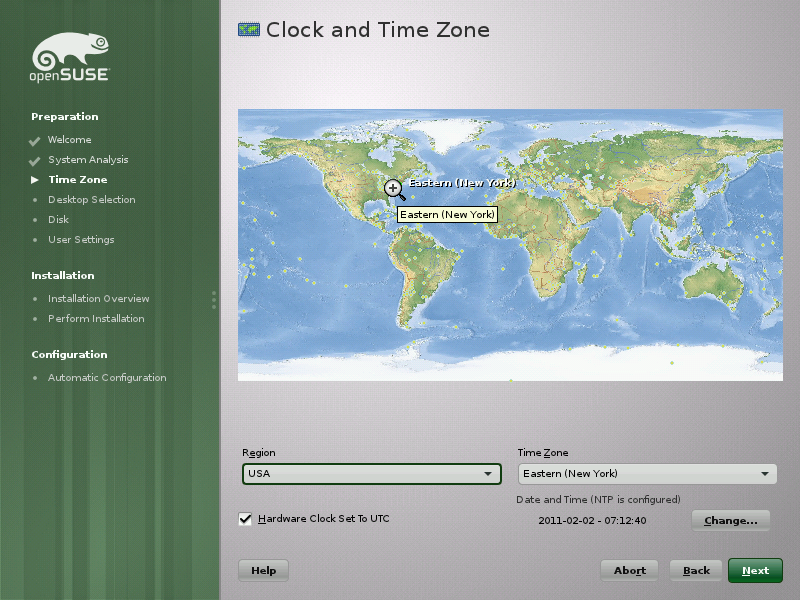 Clock and Time Zone
openSUSE
Preparation
Welcome
System Analysis
Time Zone
Desktop Selection
Disk
User Settings
Installation
Installation Overview
Perform Installation
Configuration
Automatic Configuration
Eastern (New York)
Eastern (New York)
Region
Time Zone
USA
Eastern (New York)
Date and Time (NTP is configured)
Hardware Clock Set To UTC
2011-02-02 - 07:12:40
Change...
Help
Abort
Back
Next